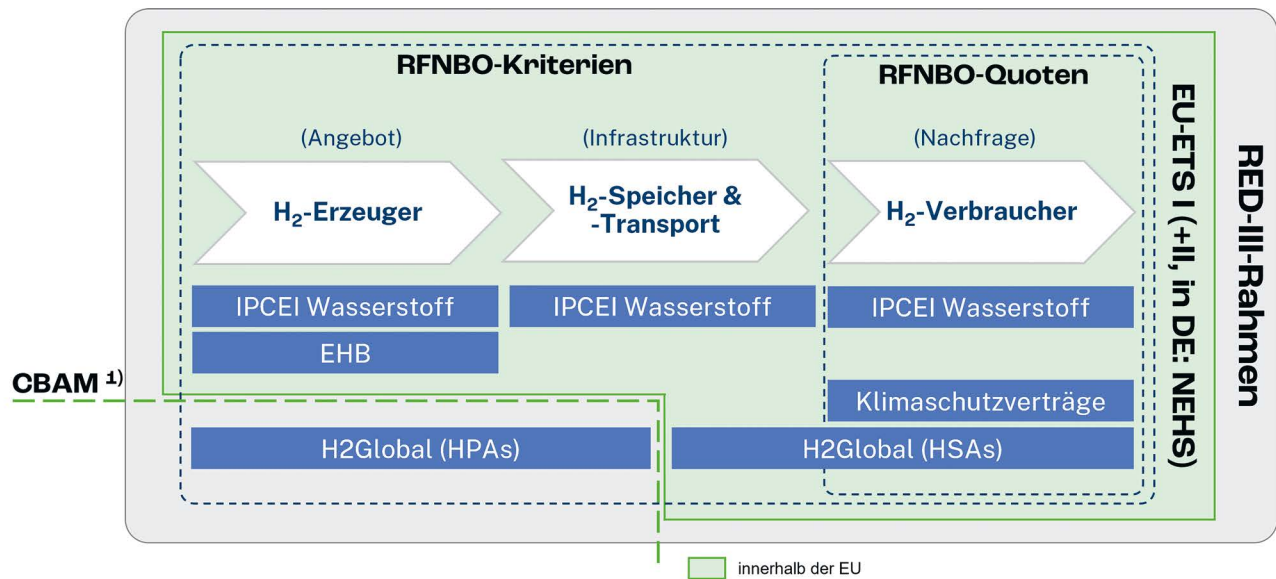 RFNBO-Kriterien
RFNBO-Quoten
(Angebot)
(Infrastruktur)
(Nachfrage)
H₂-Erzeuger
H₂-Speicher &
-Transport
H₂-Verbraucher
IPCEI Wasserstoff
IPCEI Wasserstoff
IPCEI Wasserstoff
EHB
CBAM ¹⁾
Klimaschutzverträge
H2Global (HPAs)
H2Global (HSAs)
EU-ETS I (+II, in DE: NEHS)
RED-III-Rahmen
innerhalb der EU